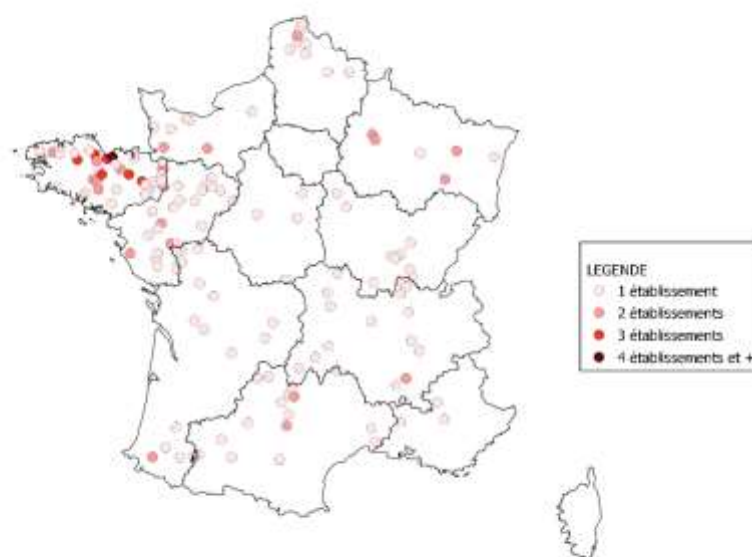 LEGENDE
1 établissement
2 établissements
3 établissements
4 établissements et +